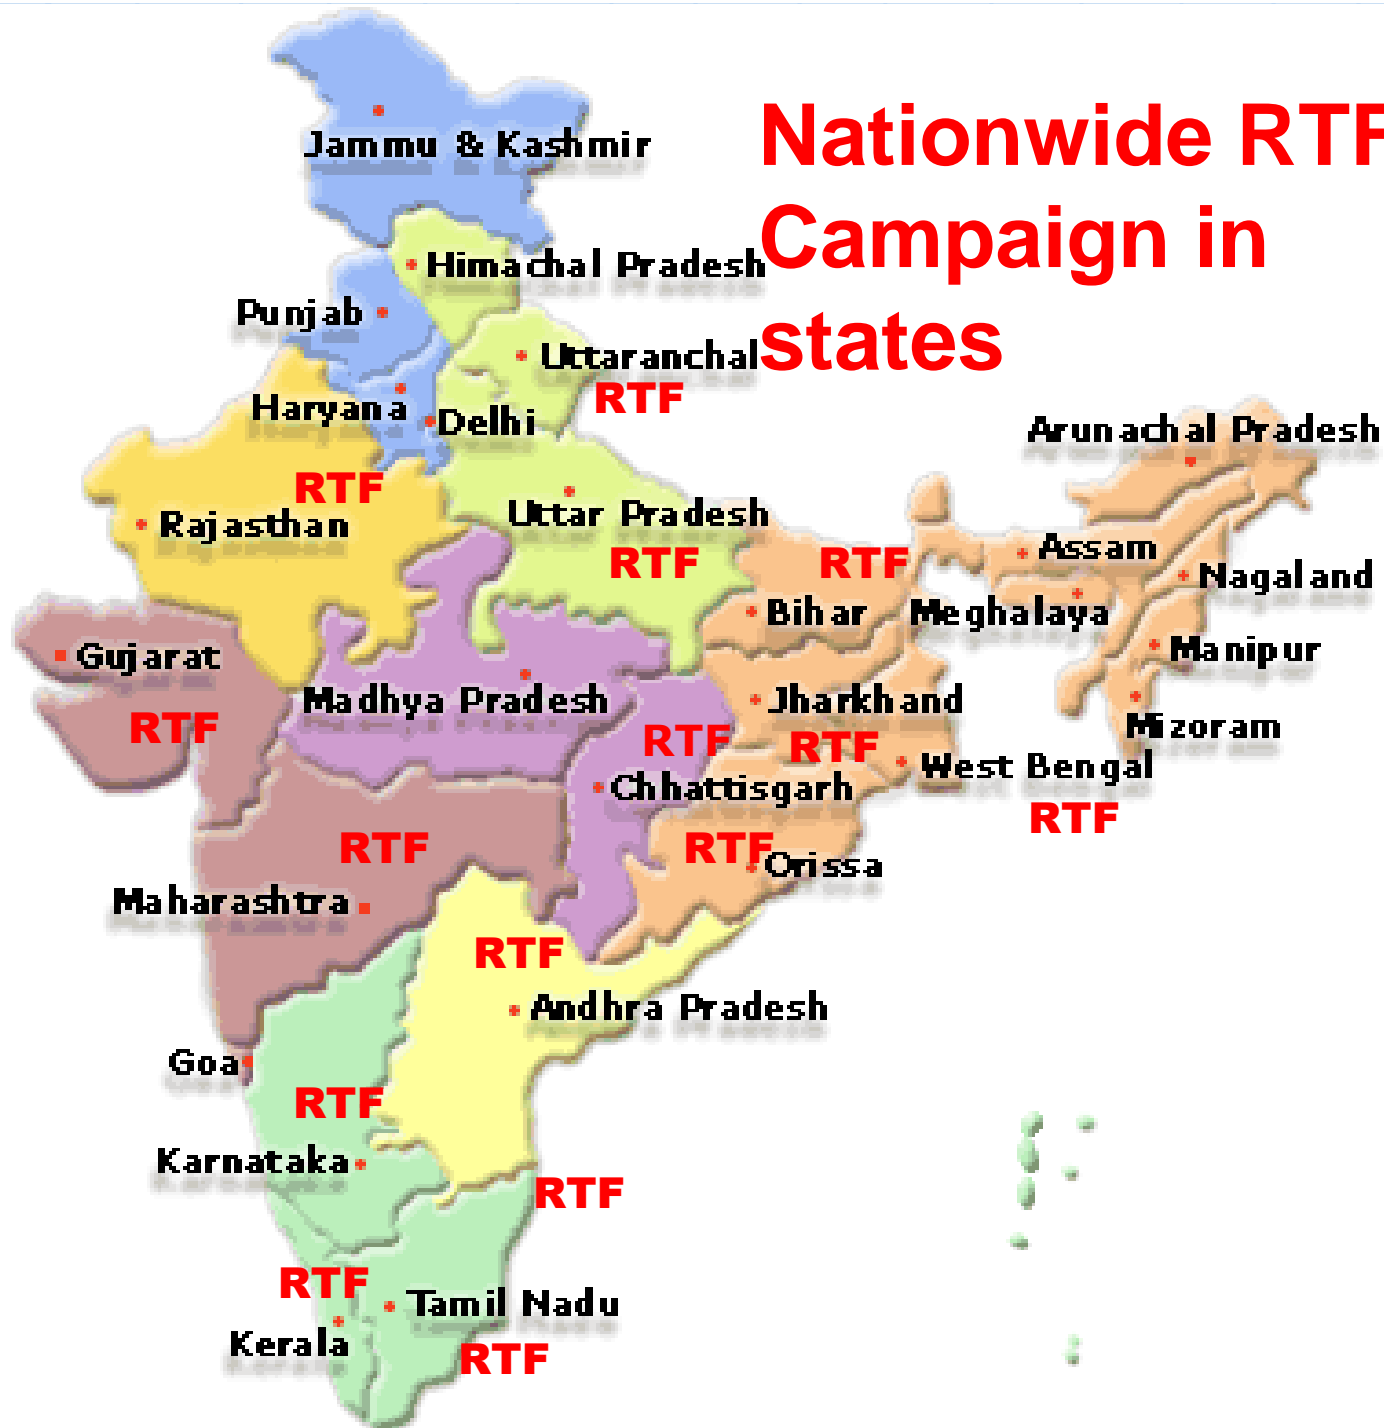 Nationwide RTF
Campaign in
states
Jammu & Kashmir
Himachal Pradesh
Punjab
Uttaranchal
RTF
Haryana
Delhi
Arunachal Pradesh
RTF
Rajasthan
Uttar Pradesh
RTF
RTF
Assam
Nagaland
Bihar
Meghalaya
Manipur
Gujarat
Madhya Pradesh
Jharkhand
Mizoram
RTF
RTF
RTF
West Bengal
Chhattisgarh
RTF
RTF
RTF
Orissa
Maharashtra
RTF
Andhra Pradesh
Goa
RTF
Karnataka
RTF
RTF
Tamil Nadu
Kerala
RTF